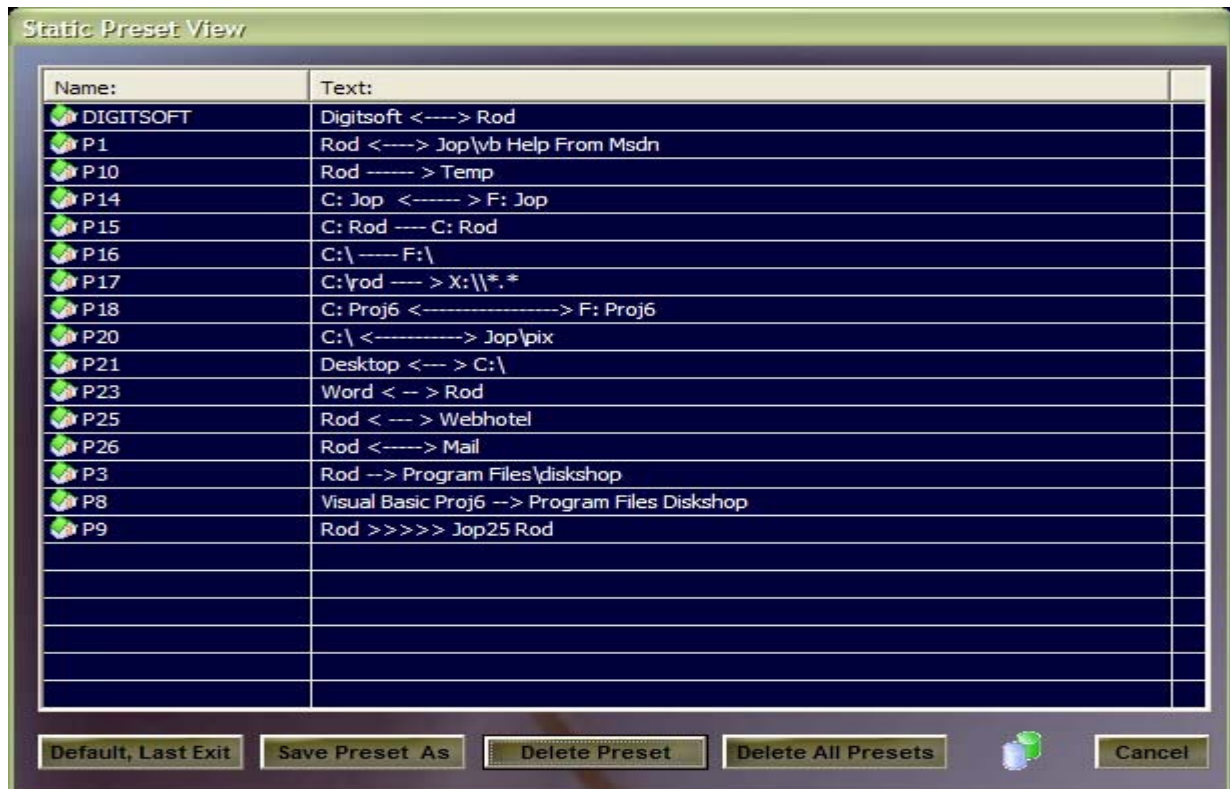 Static Preset View
Name: Text:
DIGITSOFT Digitsoft <----> Rod
P1 Rod <----> Jop\vb Help From Msdn
P10 Rod ------ > Temp
P14 C: Jop <------ > F: Jop
P15 C: Rod ---- C: Rod
P16 C:\ ----- F:\
P17 C:\rod ---- > X:\\*.*
P18 C: Proj6 <-----------------> F: Proj6
P20 C:\ <-----------> Jop\pix
P21 Desktop <--- > C:\
P23 Word < -- > Rod
P25 Rod < --- > Webhotel
P26 Rod <-----> Mail
P3 Rod --> Program Files\diskshop
P8 Visual Basic Proj6 --> Program Files Diskshop
P9 Rod >>>>> Jop25 Rod
Default, Last Exit Save Preset As Delete Preset Delete All Presets Cancel